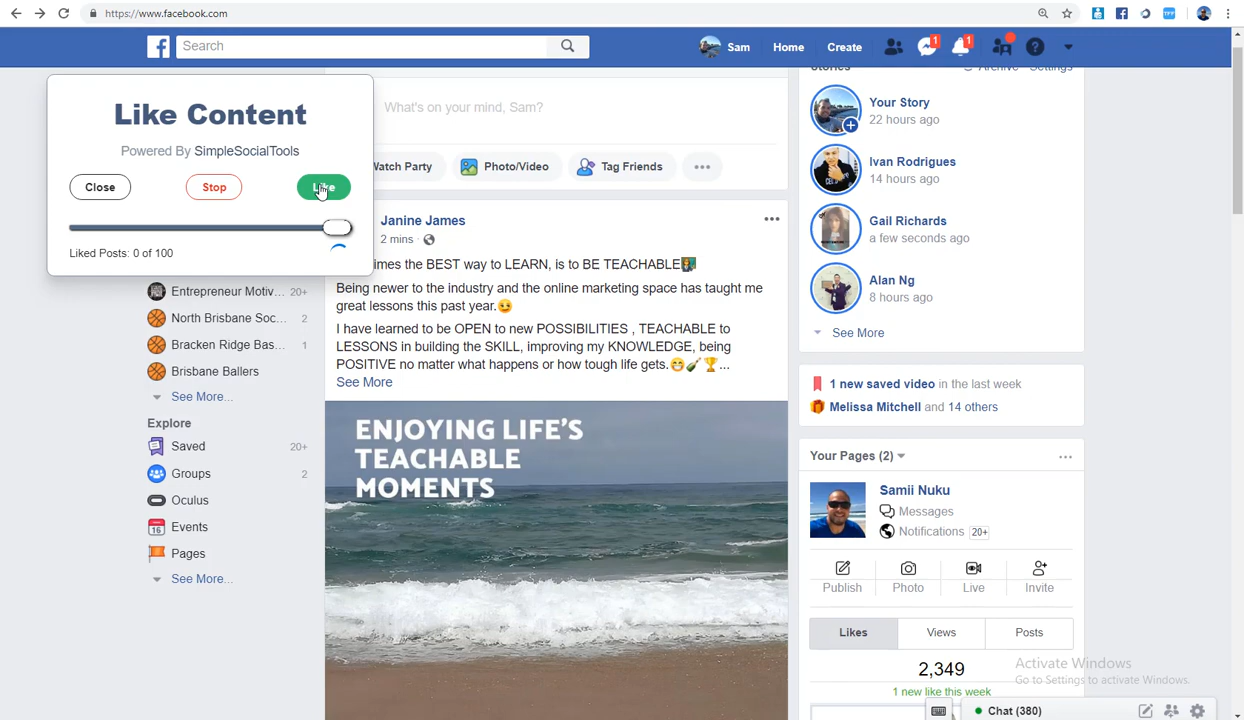 https://www.facebook.com
Search
Sam
Home
Create
1
1
Like Content
Powered By SimpleSocialTools
Close
Stop
Like
Liked Posts: 0 of 100
What's on your mind, Sam?
Watch Party
Photo/Video
Tag Friends
Janine James
2 mins
imes the BEST way to LEARN, is to BE TEACHABLE
Being newer to the industry and the online marketing space has taught me
great lessons this past year.
I have learned to be OPEN to new POSSIBILITIES , TEACHABLE to
LESSONS in building the SKILL, improving my KNOWLEDGE, being
POSITIVE no matter what happens or how tough life gets. ...
See More
ENJOYING LIFE'S
TEACHABLE
MOMENTS
Entrepreneur Motiv... 20+
North Brisbane Soc... 2
Bracken Ridge Bas... 1
Brisbane Ballers
See More...
Explore
Saved 20+
Groups 2
Oculus
Events
16
Pages
See More...
Stories
Archive Settings
Your Story
22 hours ago
Ivan Rodrigues
14 hours ago
Gail Richards
a few seconds ago
Alan Ng
8 hours ago
See More
1 new saved video in the last week
Melissa Mitchell and 14 others
Your Pages (2)
Samii Nuku
Messages
Notifications 20+
Publish
Photo
Live
Invite
Likes
Views
Posts
2,349
1 new like this week
Activate Windows
Go to Settings to activate Windows.
Chat (380)